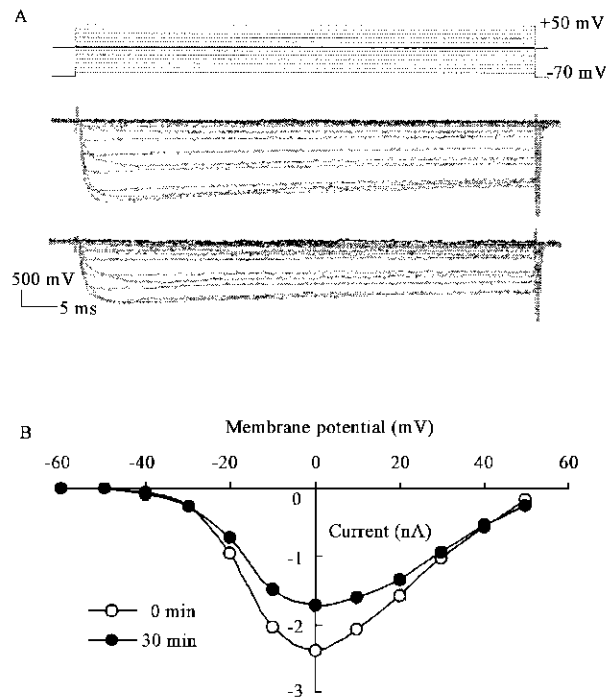 A
+50 mV
-70 mV
500 mV
5 ms
B
Membrane potential (mV)
-60 -40 -20 0 20 40 60
0
Current (nA)
-1
0 min
-2
30 min
-3